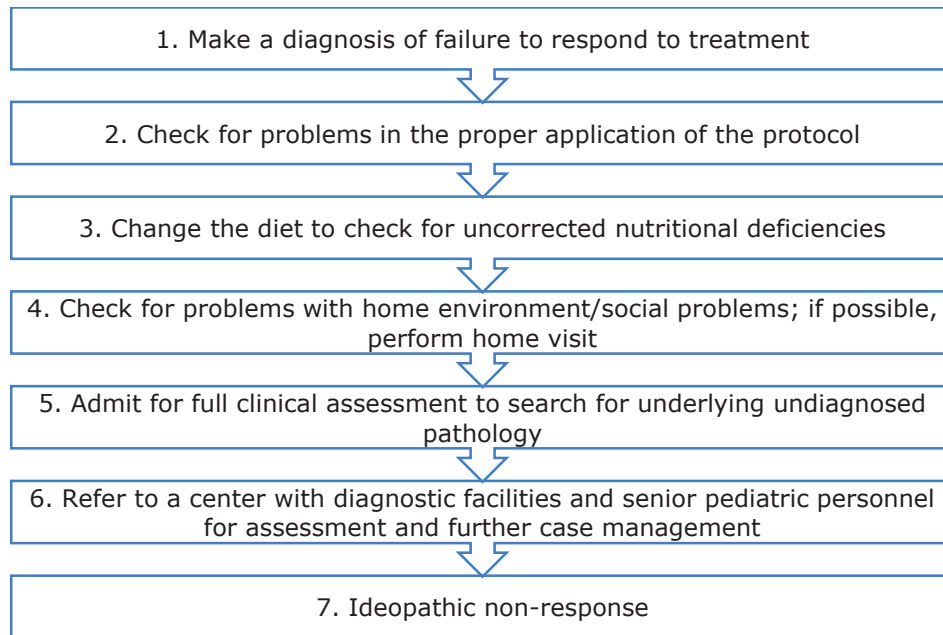 1. Make a diagnosis of failure to respond to treatment
2. Check for problems in the proper application of the protocol
3. Change the diet to check for uncorrected nutritional deficiencies
4. Check for problems with home environment/social problems; if possible,
perform home visit
5. Admit for full clinical assessment to search for underlying undiagnosed
pathology
6. Refer to a center with diagnostic facilities and senior pediatric personnel
for assessment and further case management
7. Ideopathic non-response